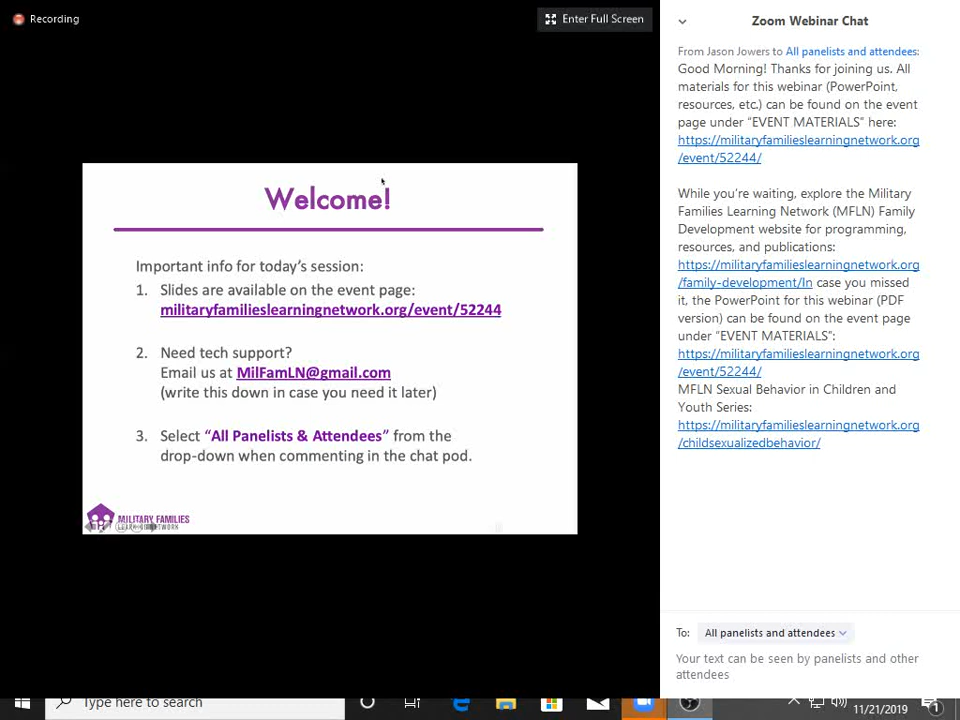 Recording
Enter Full Screen
Welcome!
Important info for today's session:
1. Slides are available on the event page:
militaryfamilieslearningnetwork.org/event/52244
2. Need tech support?
Email us at MilFamLN@gmail.com
(write this down in case you need it later)
3. Select “All Panelists & Attendees” from the
drop-down when commenting in the chat pod.
MILITARY FAMILIES
LEARNING NETWORK
Zoom Webinar Chat
From Jason Jowers to All panelists and attendees:
Good Morning! Thanks for joining us. All
materials for this webinar (PowerPoint,
resources, etc.) can be found on the event
page under “EVENT MATERIALS” here:
https://militaryfamilieslearningnetwork.org
/event/52244/
While you're waiting, explore the Military
Families Learning Network (MFLN) Family
Development website for programming,
resources, and publications:
https://militaryfamilieslearningnetwork.org
/family-development/In case you missed
it, the PowerPoint for this webinar (PDF
version) can be found on the event page
under “EVENT MATERIALS”:
https://militaryfamilieslearningnetwork.org
/event/52244/
MFLN Sexual Behavior in Children and
Youth Series:
https://militaryfamilieslearningnetwork.org
/childsexualizedbehavior/
To: All panelists and attendees
Your text can be seen by panelists and other
attendees
Type here to search
11/21/2019
1